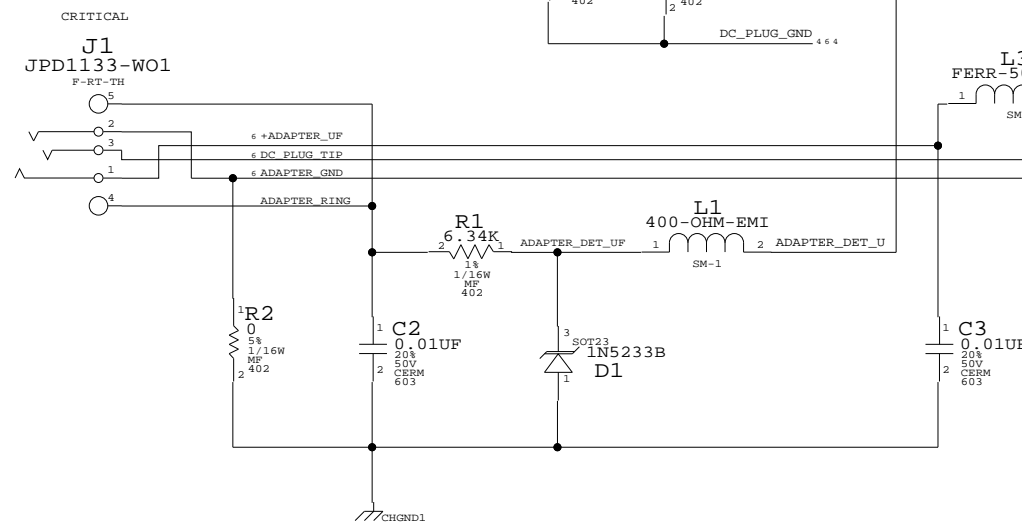 402
2
402
CRITICAL
DC_PLUG_GND
4 6 4
J1
JPD1133-WO1
F-RT-TH
L3
FERR-50
1
SM
5
2
3
1
4
6 +ADAPTER_UF
6 DC_PLUG_TIP
6 ADAPTER_GND
ADAPTER_RING
R1
6.34K
2
1
1%
1/16W
MF
402
ADAPTER_DET_UF
L1
400-OHM-EMI
1
2
SM-1
ADAPTER_DET_U
1
R2
0
5%
1/16W
MF
402
2
1
C2
0.01UF
20%
50V
CERM
603
2
3
SOT23
1N5233B
D1
1
1
C3
0.01UF
20%
50V
CERM
603
2
CHGND1